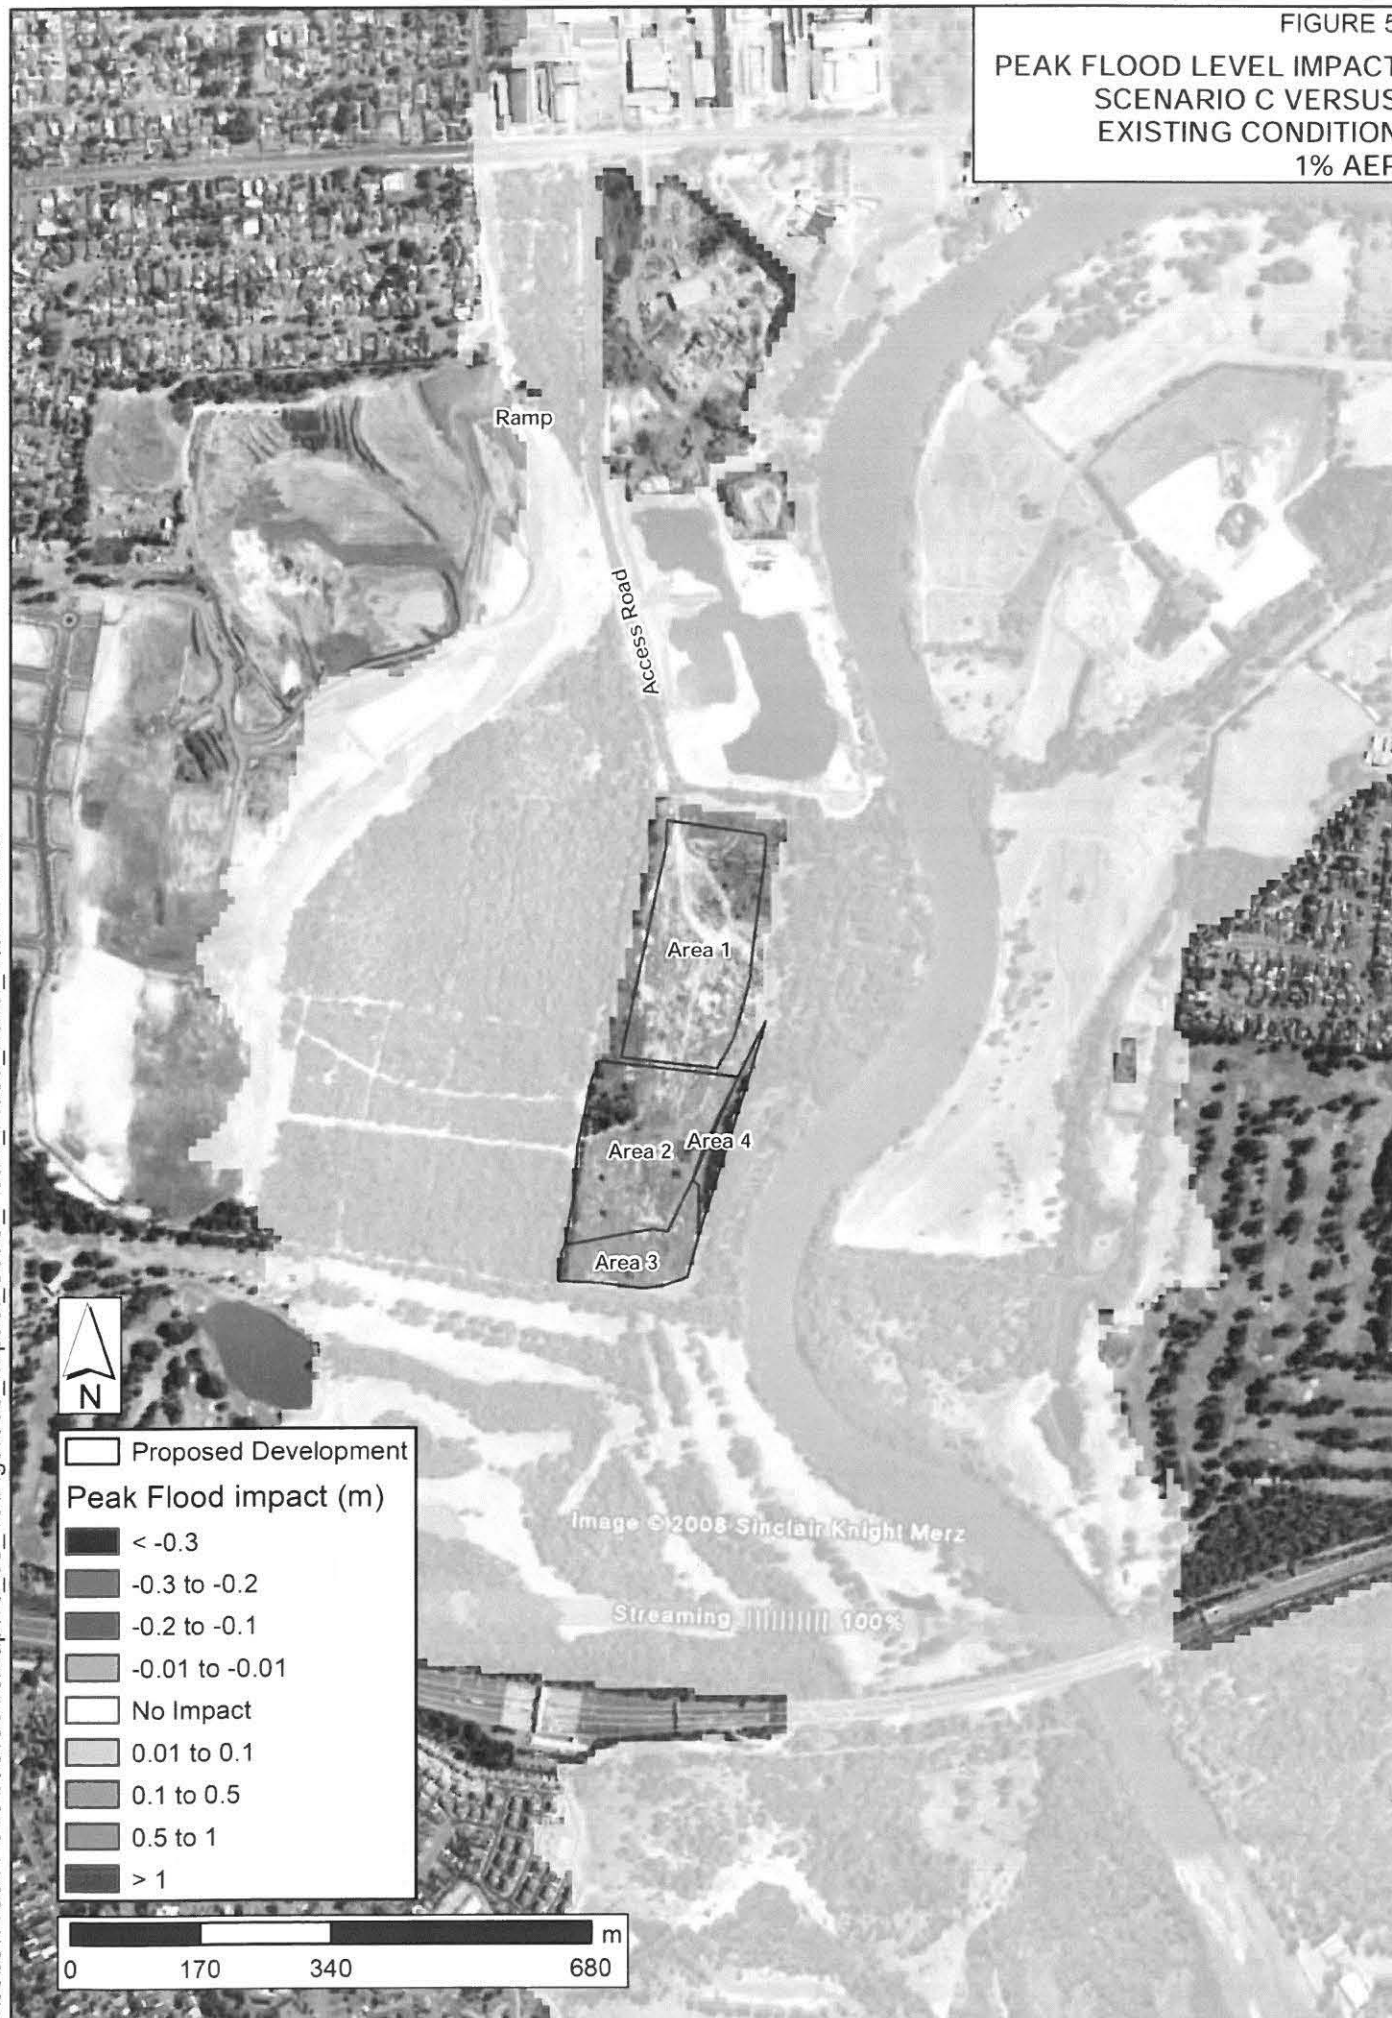 FIGURE 5
PEAK FLOOD LEVEL IMPACT
SCENARIO C VERSUS
EXISTING CONDITION
1% AEP
Ramp
Access Road
Area 1
Area 2
Area 4
Area 3
N
Proposed Development
Peak Flood impact (m)
< -0.3
-0.3 to -0.2
-0.2 to -0.1
-0.01 to -0.01
No Impact
0.01 to 0.1
0.1 to 0.5
0.5 to 1
> 1
Image © 2008 Sinclair Knight Merz
Streaming |||||||||| 100%
m
0 170 340 680